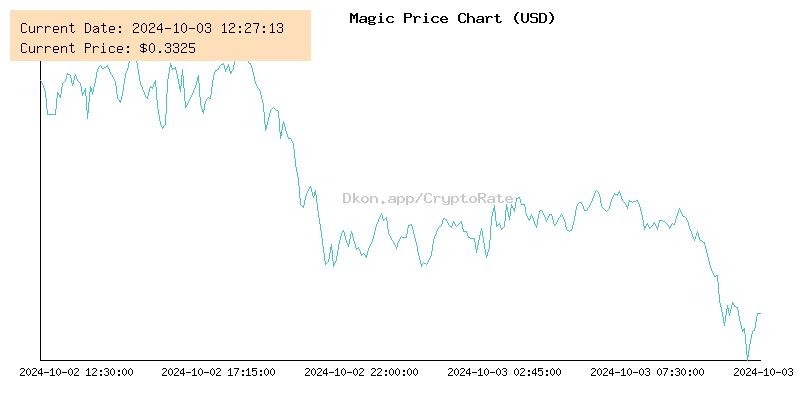 Magic Price Chart (USD)
Current Date: 2024-10-03 12:27:13
Current Price: $0.3325
Dkon.app/CryptoRate
2024-10-02 12:30:00 2024-10-02 17:15:00 2024-10-02 22:00:00 2024-10-03 02:45:00 2024-10-03 07:30:00 2024-10-03